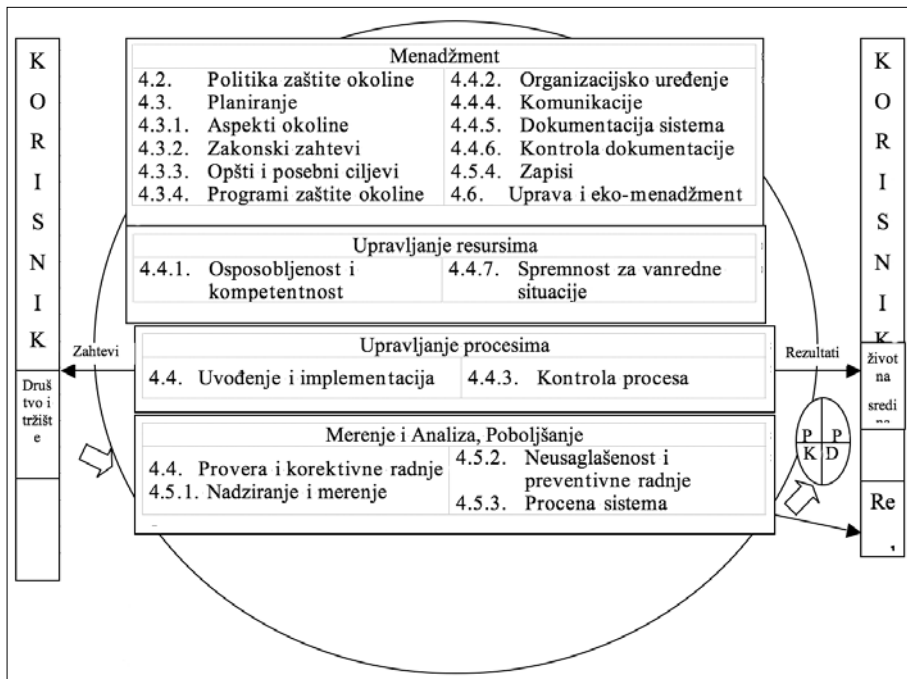 KORISNIK
Društvo i tržište
Zahtevi
Menadžment
4.2. Politika zaštite okoline
4.3. Planiranje
4.3.1. Aspekti okoline
4.3.2. Zakonski zahtevi
4.3.3. Opšti i posebni ciljevi
4.3.4. Programi zaštite okoline
4.4.2. Organizacijsko uređenje
4.4.4. Komunikacije
4.4.5. Dokumentacija sistema
4.4.6. Kontrola dokumentacije
4.5.4. Zapisi
4.6. Uprava i eko-menadžment
Upravljanje resursima
4.4.1. Osposobljenost i
kompetentnost
4.4.7. Spremnost za vanredne
situacije
Upravljanje procesima
4.4. Uvođenje i implementacija
4.4.3. Kontrola procesa
Merenje i Analiza, Poboljšanje
4.4. Provera i korektivne radnje
4.5.1. Nadziranje i merenje
4.5.2. Neusaglašenost i
preventivne radnje
4.5.3. Procena sistema
Rezultati
P P
K D
KORISNIK
život
na
sredi
Re